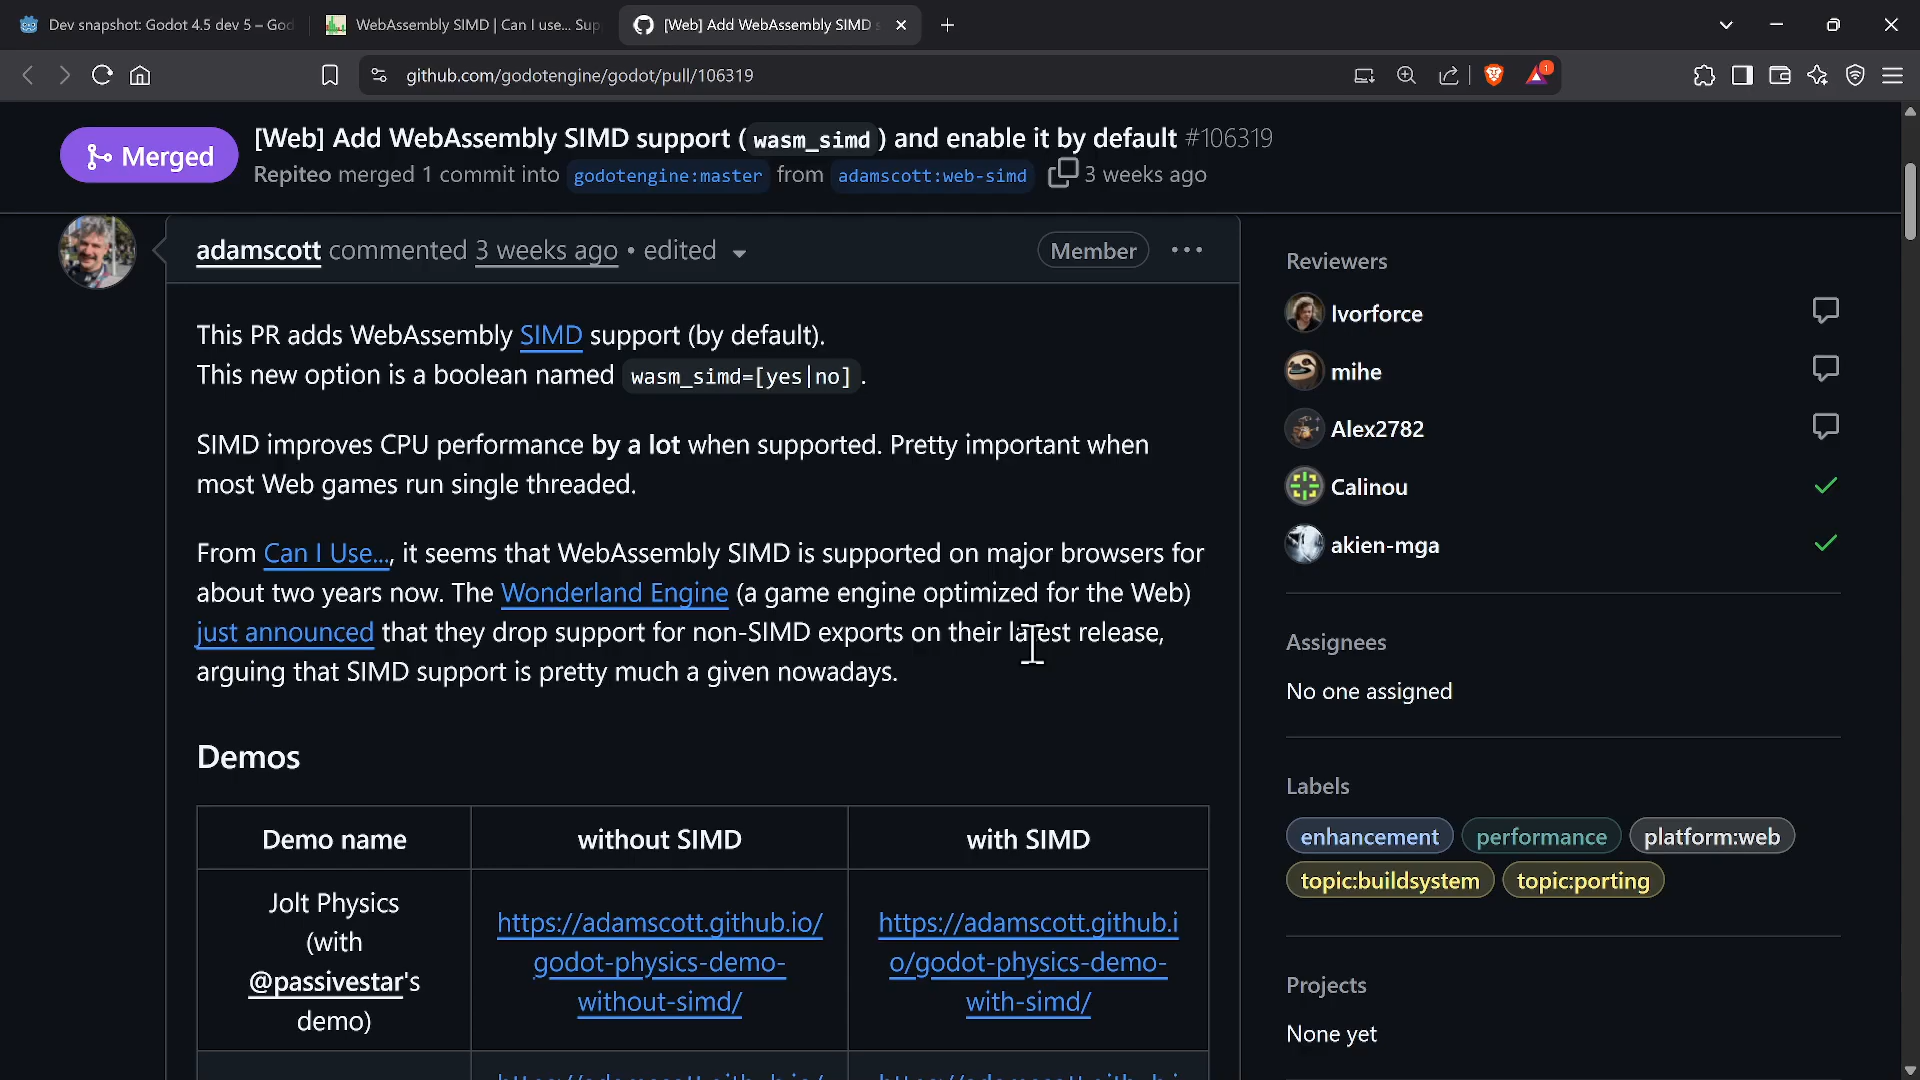 Dev snapshot: Godot 4.5 dev 5 – God
WebAssembly SIMD | Can I use... Sup
[Web] Add WebAssembly SIMD s
github.com/godotengine/godot/pull/106319
1
Merged
[Web] Add WebAssembly SIMD support ( wasm_simd ) and enable it by default #106319
Repiteo merged 1 commit into godotengine:master from adamscott:web-simd 3 weeks ago
adamscott commented 3 weeks ago • edited
Member
This PR adds WebAssembly SIMD support (by default).
This new option is a boolean named wasm_simd=[yes|no] .
SIMD improves CPU performance by a lot when supported. Pretty important when
most Web games run single threaded.
From Can I Use..., it seems that WebAssembly SIMD is supported on major browsers for
about two years now. The Wonderland Engine (a game engine optimized for the Web)
just announced that they drop support for non-SIMD exports on their latest release,
arguing that SIMD support is pretty much a given nowadays.
Demos
Demo name
without SIMD
with SIMD
Jolt Physics
(with
@passivestar's
demo)
https://adamscott.github.io/
godot-physics-demo-
without-simd/
https://adamscott.github.i
o/godot-physics-demo-
with-simd/
Reviewers
Ivorforce
mihe
Alex2782
Calinou
akien-mga
Assignees
No one assigned
Labels
enhancement
performance
platform:web
topic:buildsystem
topic:porting
Projects
None yet